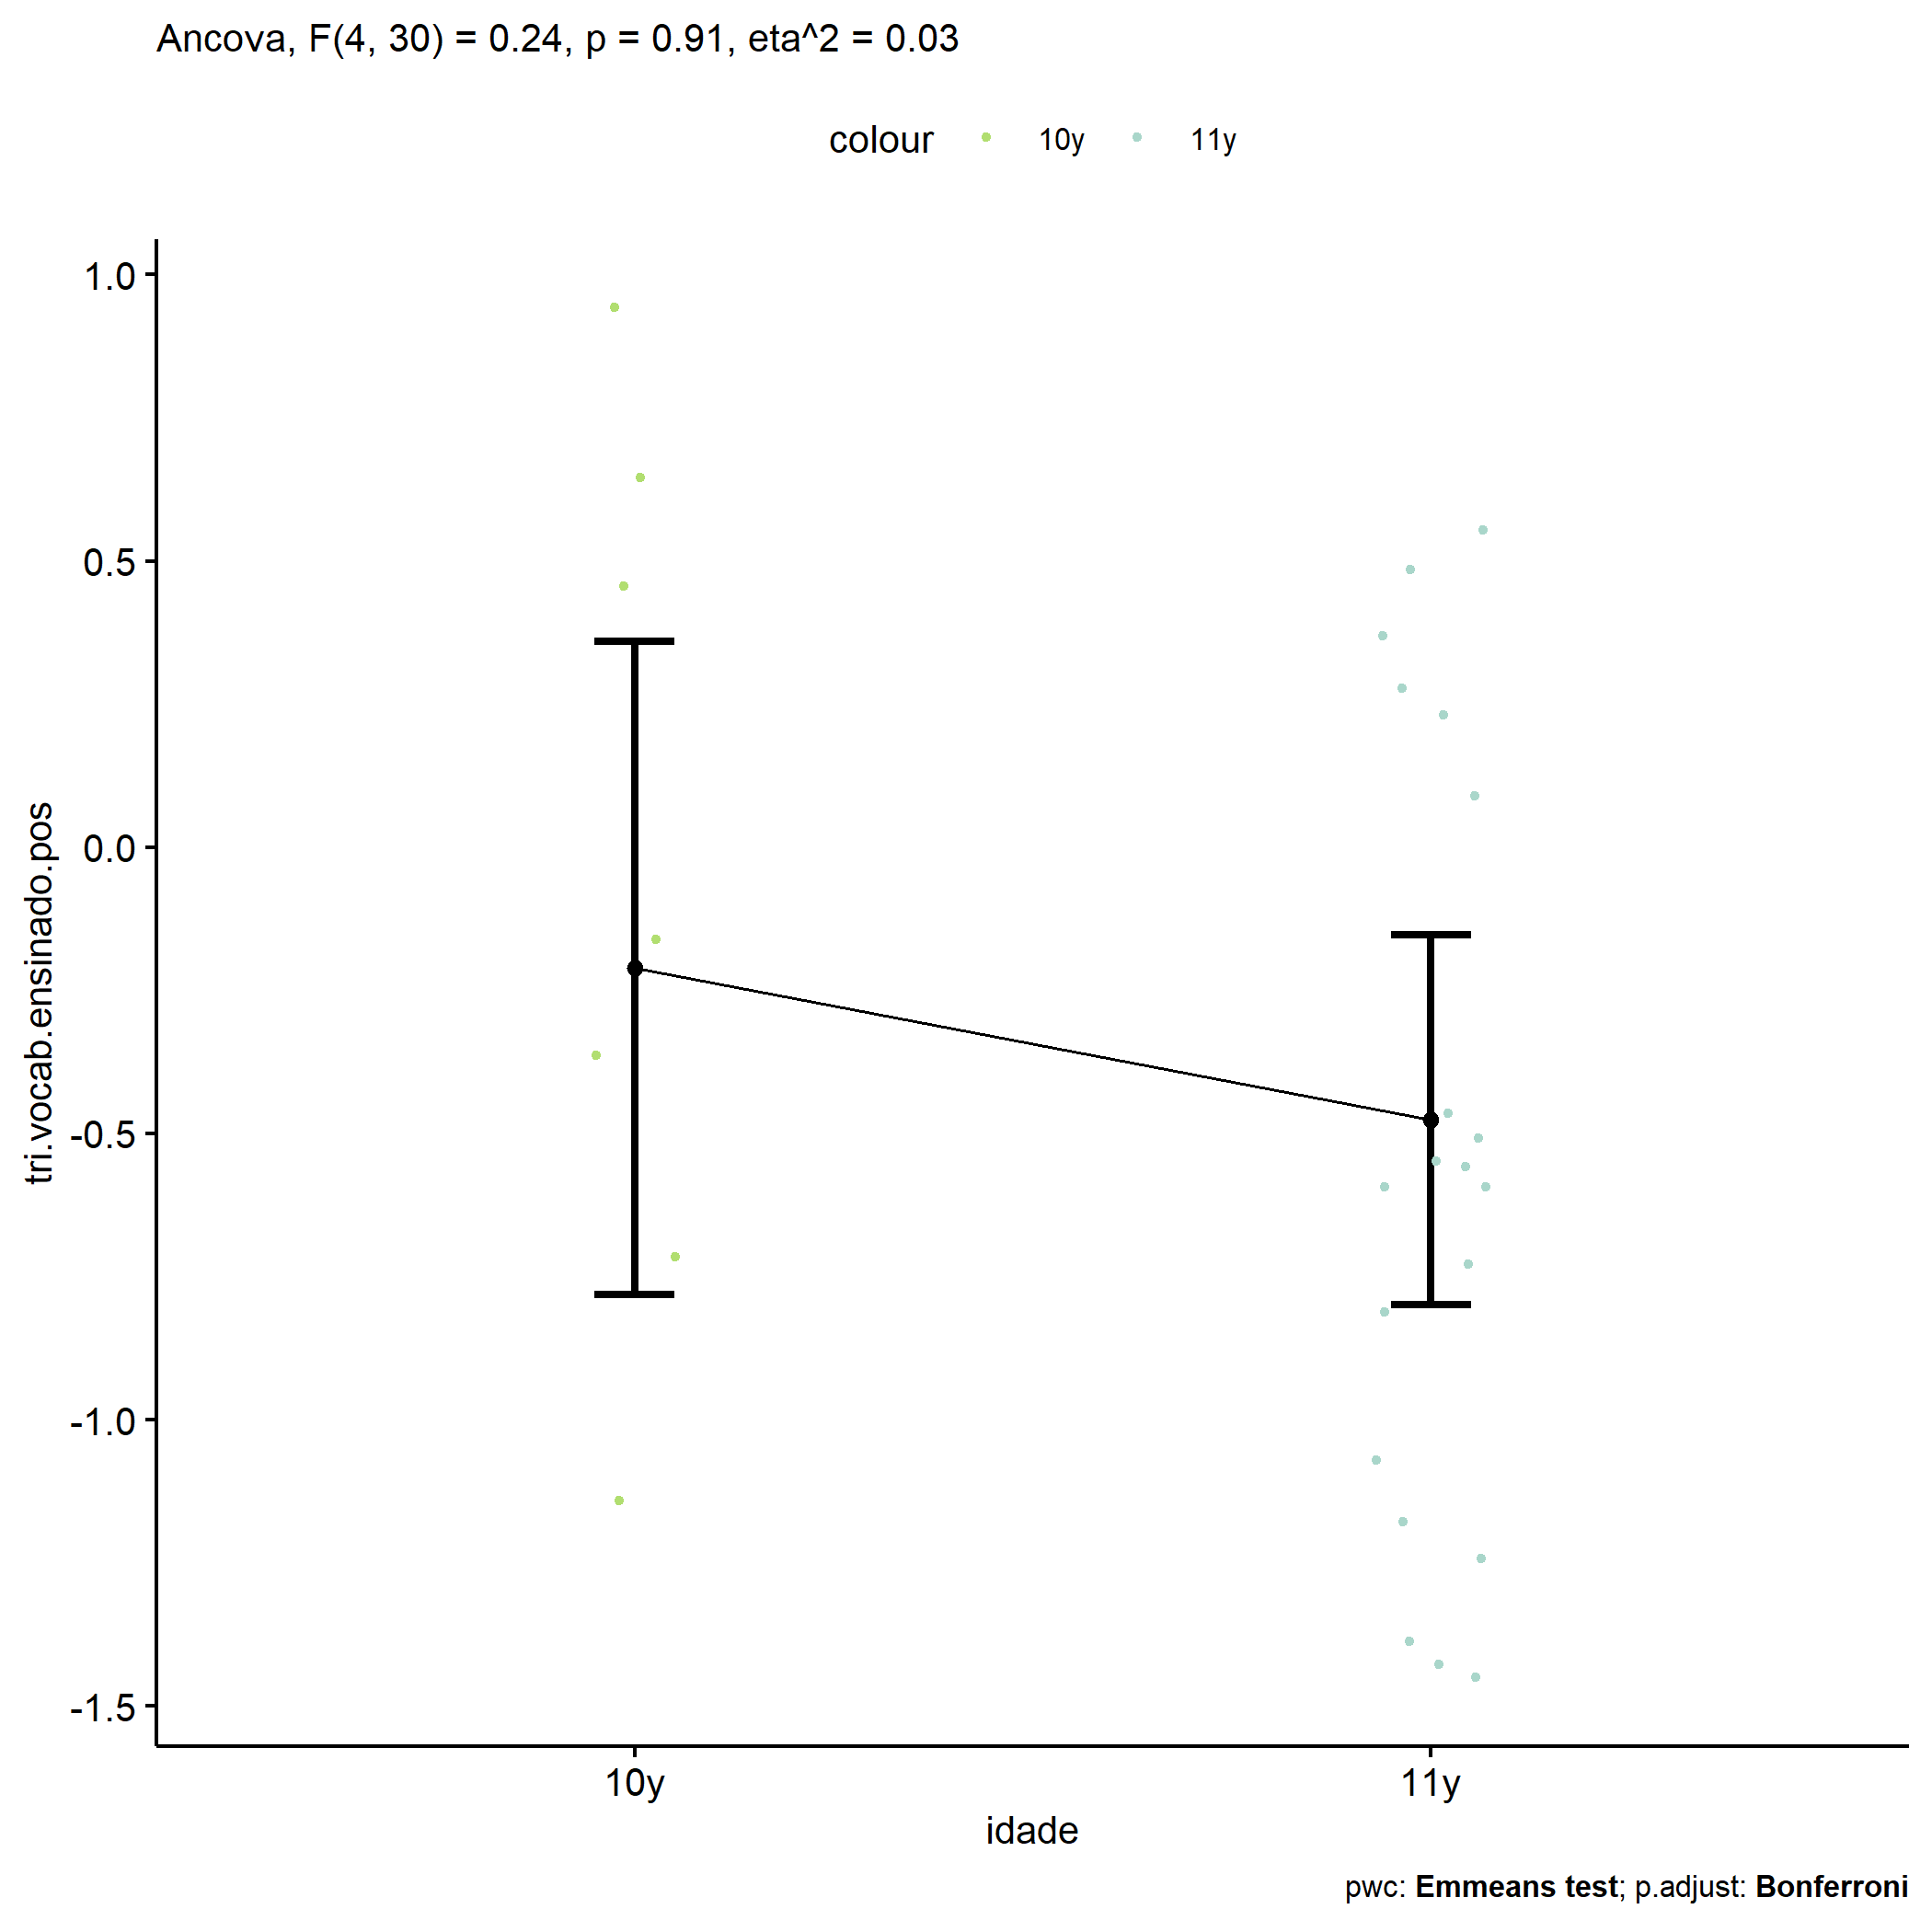 Ancova, F(4, 30) = 0.24, p = 0.91, eta^2 = 0.03
colour 10y 11y
1.0
0.5
0.0
-0.5
-1.0
-1.5
tri.vocab.ensinado.pos
10y 11y
idade
pwc: Emmeans test; p.adjust: Bonferroni